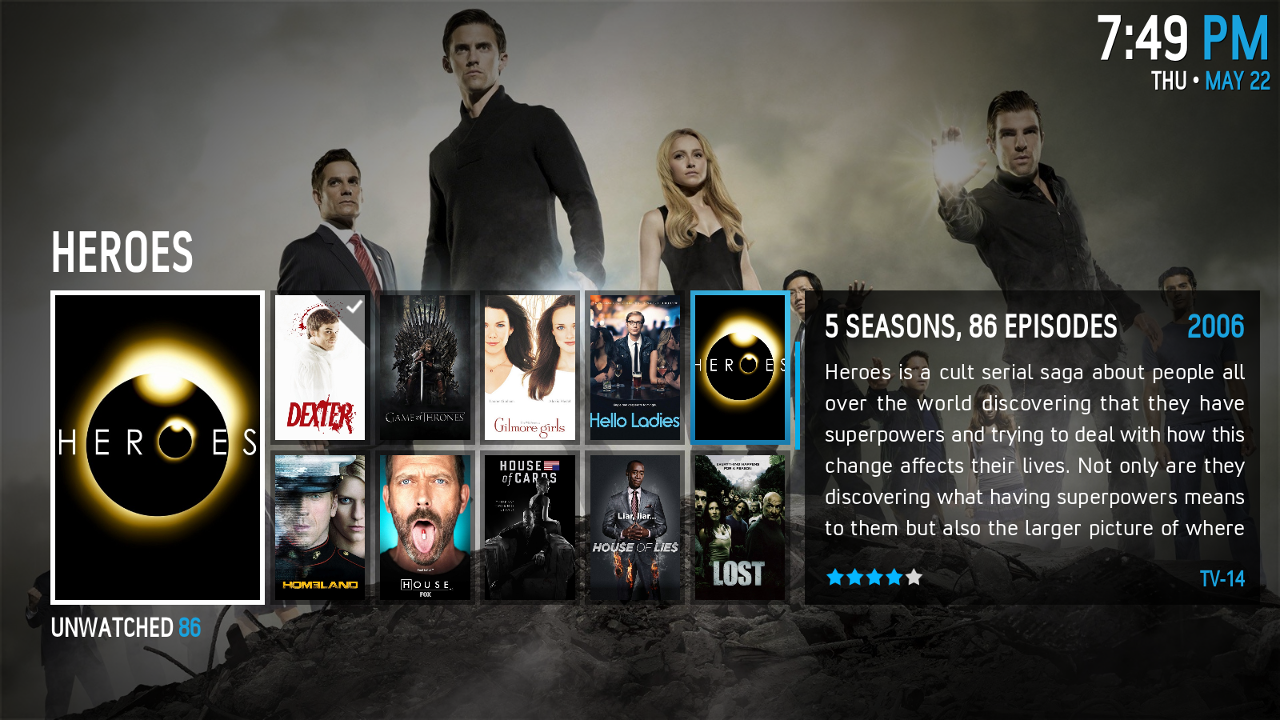 7:49 PM
THU • MAY 22
HEROES
HEROES
DEXTER
GAME OF THRONES
Gilmore girls
Hello Ladies
HEROES
HOMELAND
HOUSE
FOX
HOUSE
of CARDS
Liar, liar...
HOUSE OF LIES
EVERYTHING HAPPENS
FOR A REASON
LOST
5 SEASONS, 86 EPISODES 2006
Heroes is a cult serial saga about people all
over the world discovering that they have
superpowers and trying to deal with how this
change affects their lives. Not only are they
discovering what having superpowers means
to them but also the larger picture of where
TV-14
UNWATCHED 86